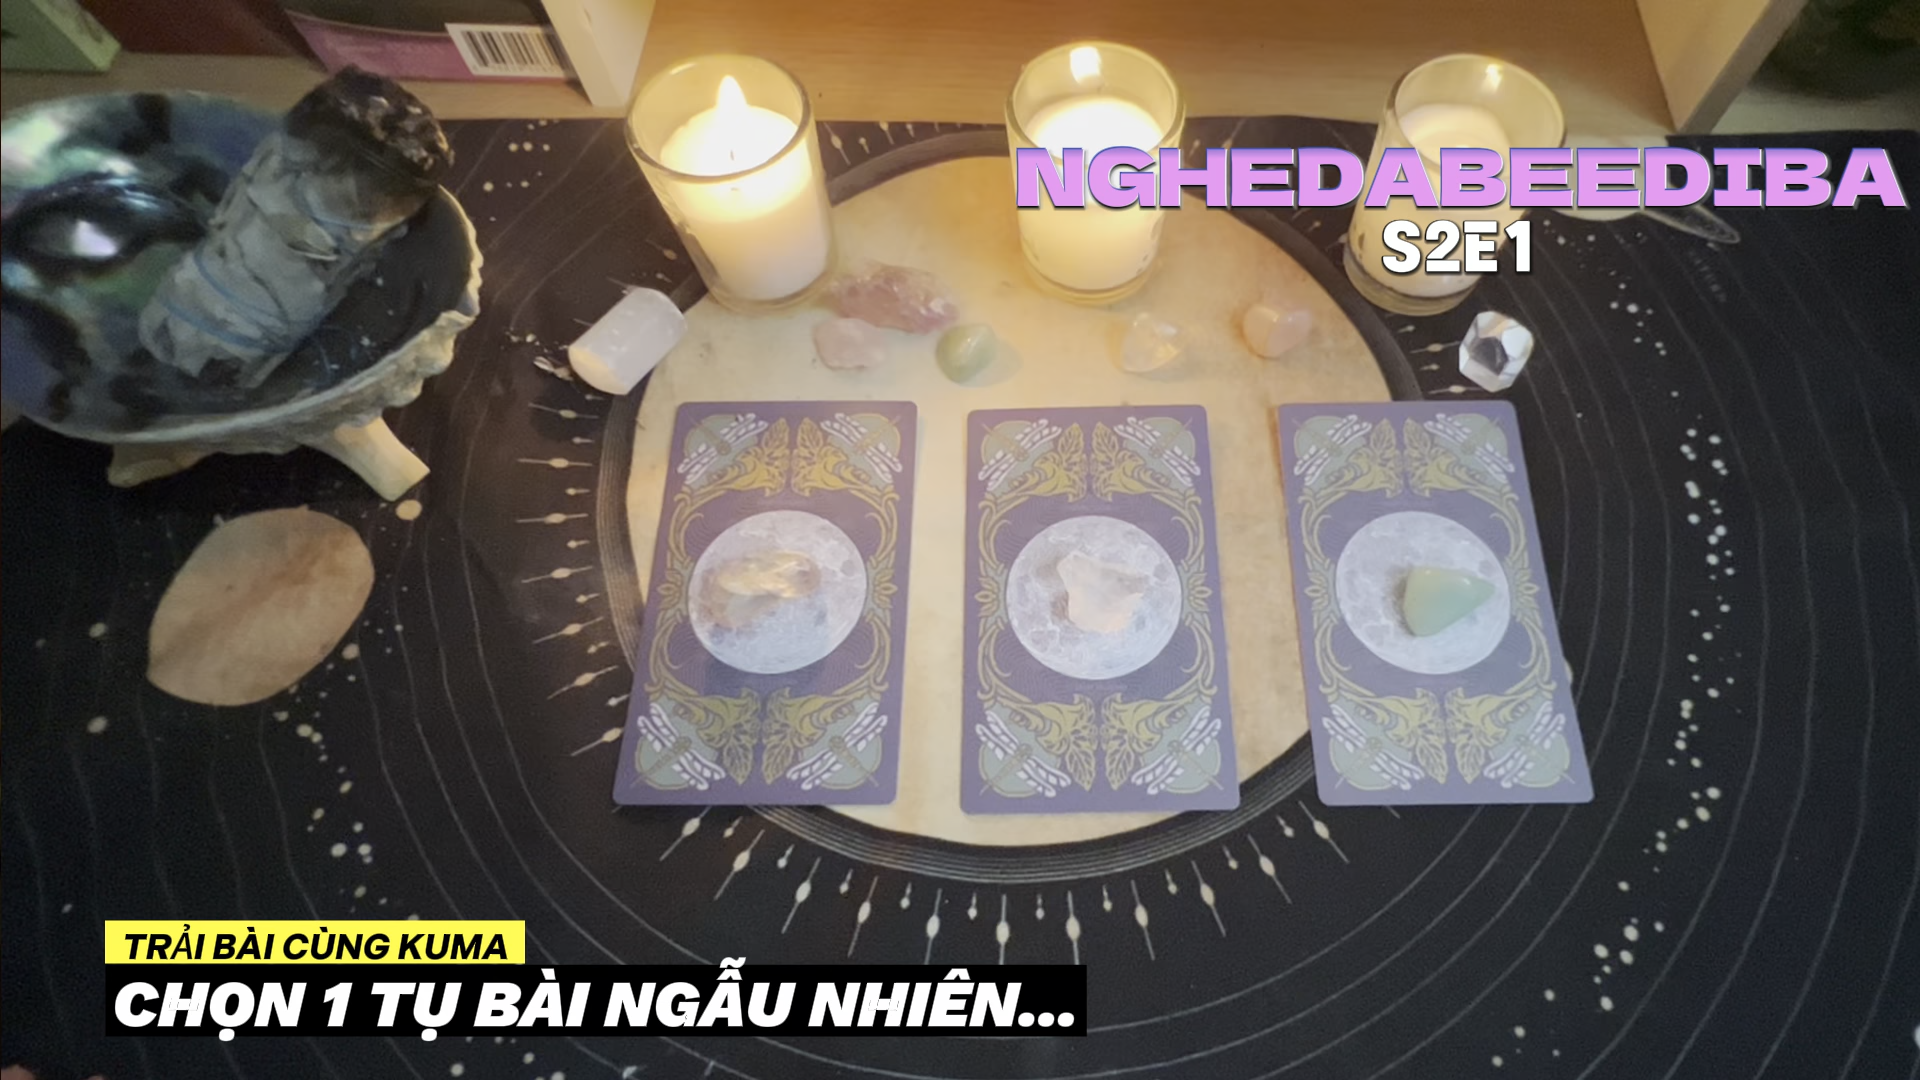 NGHEDABEEDIBA
S2E1
TRẢI BÀI CÙNG KUMA
CHỌN 1 TỤ BÀI NGẪU NHIÊN...